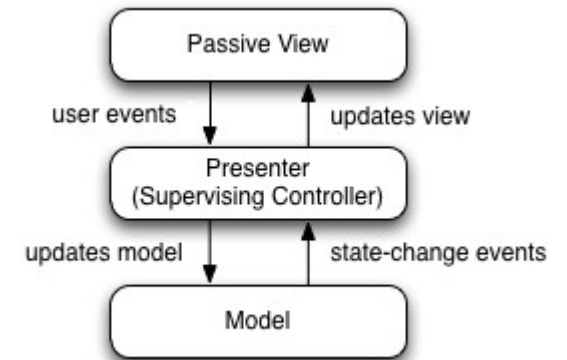 Passive View
user events
updates view
Presenter
(Supervising Controller)
updates model
state-change events
Model